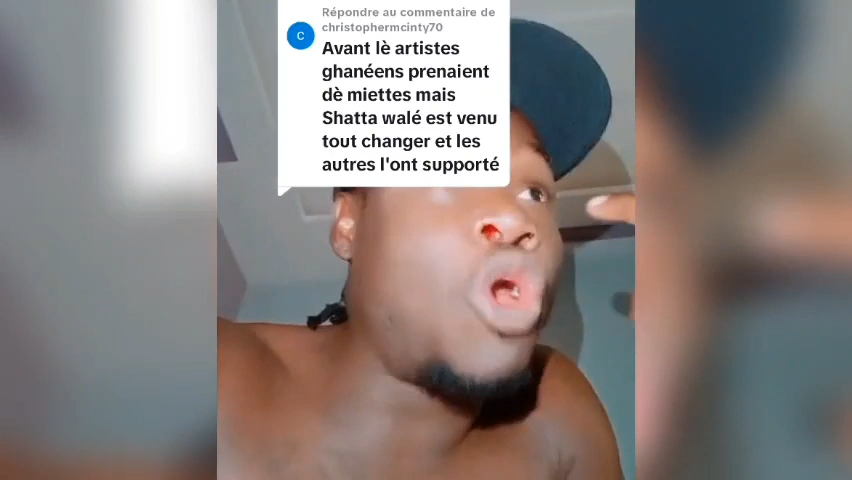 Répondre au commentaire de
christophermcinty70
C
Avant lè artistes
ghanéens prenaient
dè miettes mais
Shatta walé est venu
tout changer et les
autres l'ont supporté